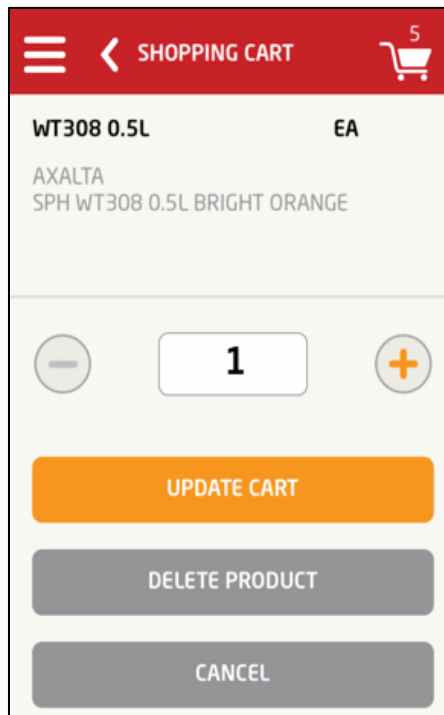 5
SHOPPING CART
WT308 0.5L EA
AXALTA
SPH WT308 0.5L BRIGHT ORANGE
1
UPDATE CART
DELETE PRODUCT
CANCEL